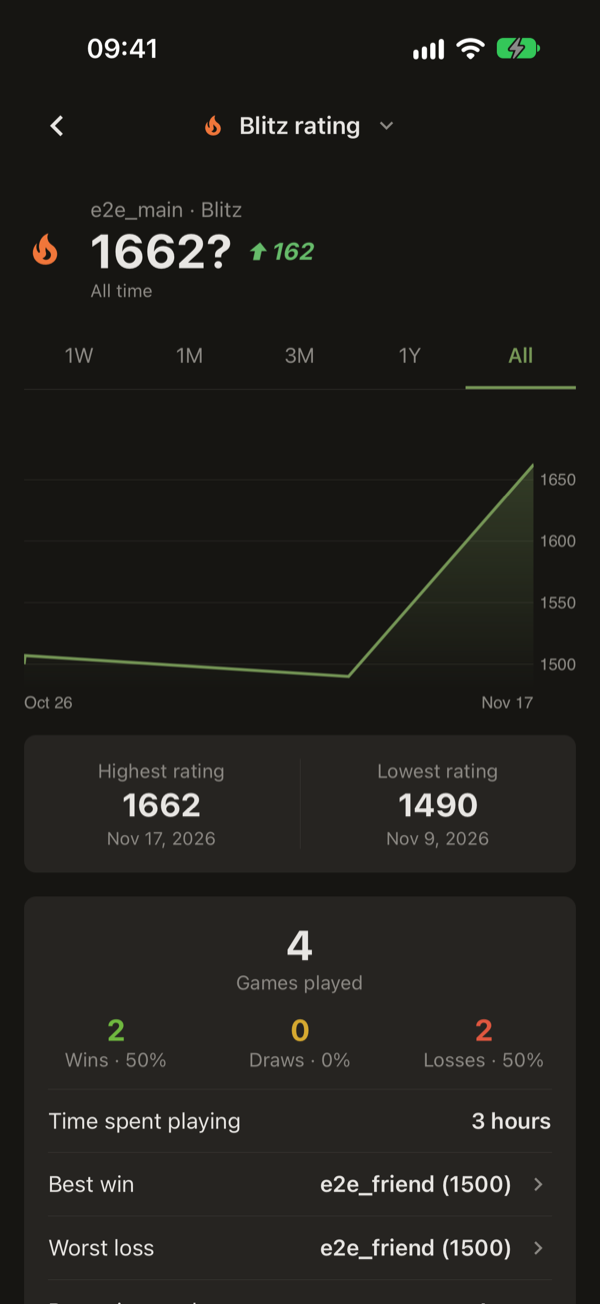 09:41
Blitz rating
e2e_main · Blitz
1662? 162
All time
1W 1M 3M 1Y All
1650
1600
1550
1500
Oct 26 Nov 17
Highest rating Lowest rating
1662 1490
Nov 17, 2026 Nov 9, 2026
4
Games played
2 0 2
Wins · 50% Draws · 0% Losses · 50%
Time spent playing 3 hours
Best win e2e_friend (1500)
Worst loss e2e_friend (1500)